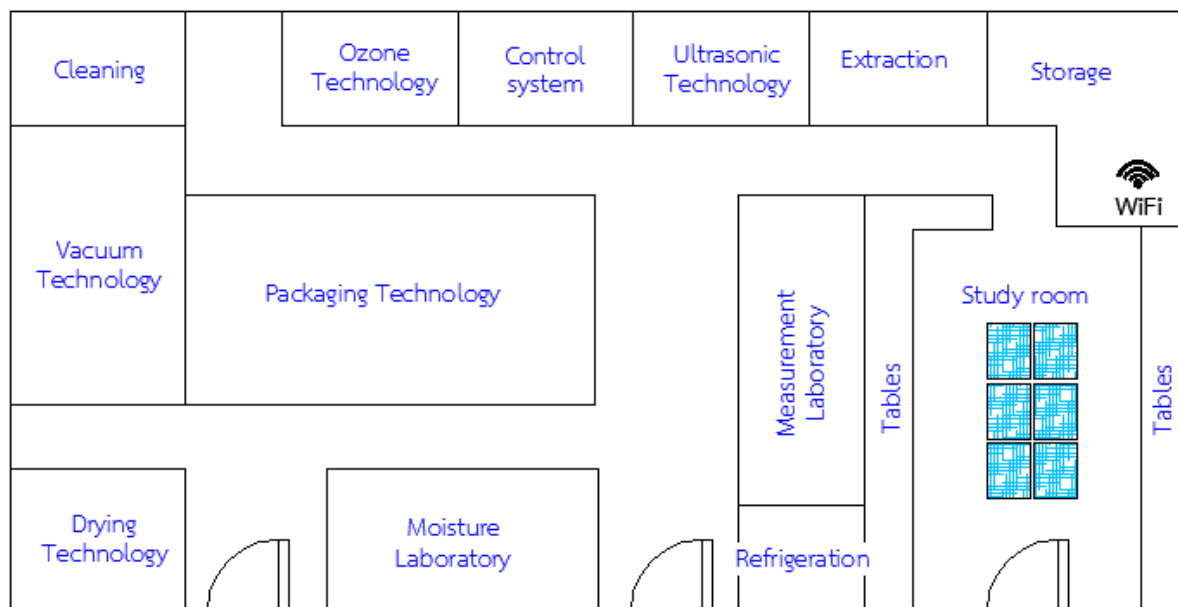 Cleaning
Ozone
Technology
Control
system
Ultrasonic
Technology
Extraction
Storage
WiFi
Vacuum
Technology
Packaging Technology
Measurement
Laboratory
Tables
Study room
Tables
Drying
Technology
Moisture
Laboratory
Refrigeration